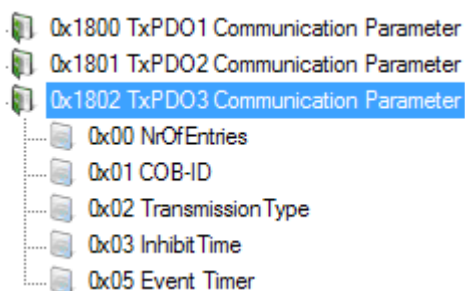 0x1800 TxPDO1 Communication Parameter
0x1801 TxPDO2 Communication Parameter
0x1802 TxPDO3 Communication Parameter
0x00 NrOfEntries
0x01 COB-ID
0x02 TransmissionType
0x03 InhibitTime
0x05 Event Timer